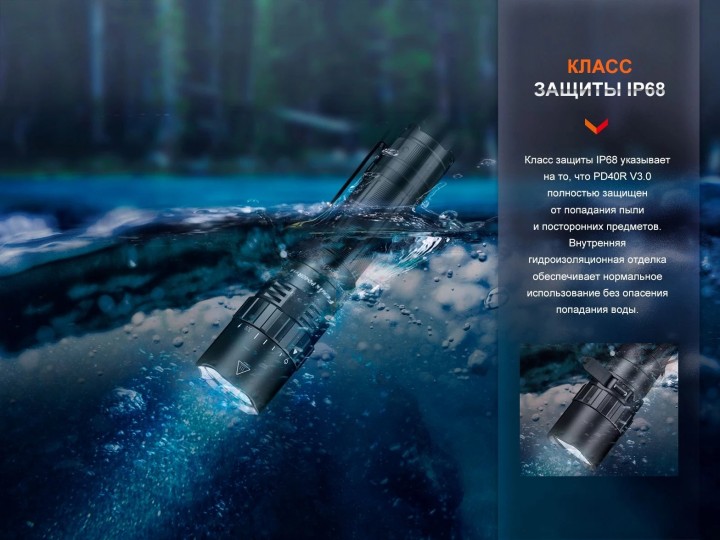 КЛАСС
ЗАЩИТЫ IP68
Класс защиты IP68 указывает
на то, что PD40R V3.0
полностью защищен
от попадания пыли
и посторонних предметов.
Внутренняя
гидроизоляционная отделка
обеспечивает нормальное
использование без опасения
попадания воды.